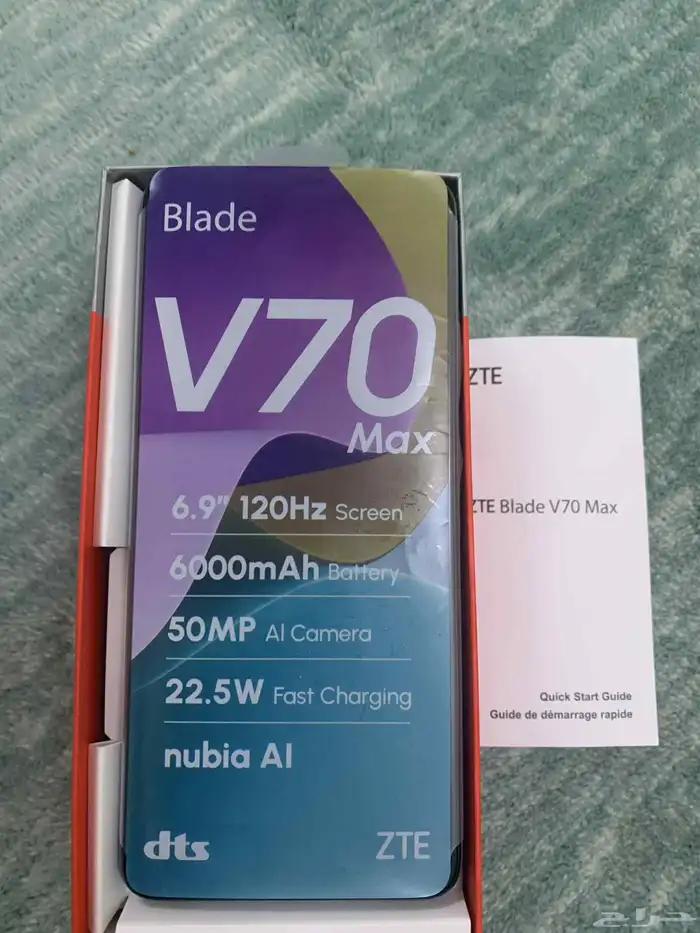 Blade
V70
Max
6.9" 120Hz Screen
6000mAh Battery
50MP AI Camera
22.5W Fast Charging
nubia AI
dts
ZTE
ZTE
ZTE Blade V70 Max
Quick Start Guide
Guide de démarrage rapide
حراج